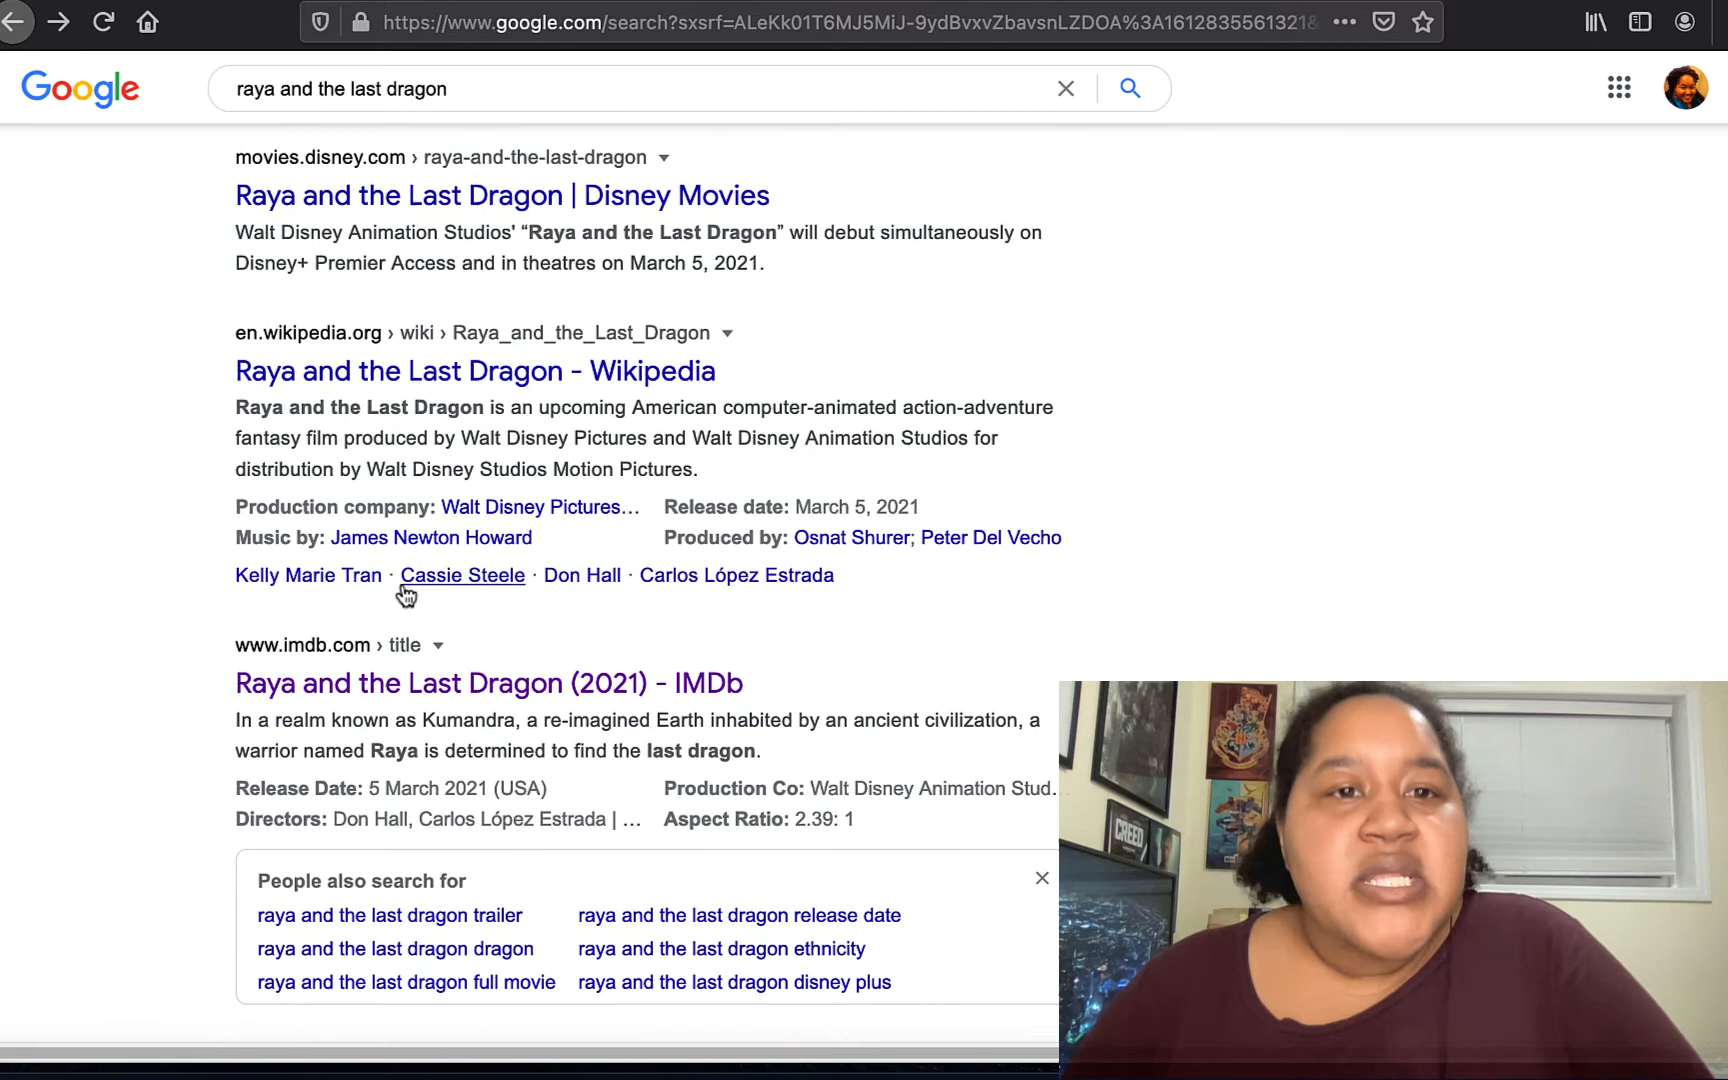 https://www.google.com/search?sxsrf=ALeKk01T6MJ5MiJ-9ydBvxvZbavsnLZDOA%3A1612835561321&
Google
raya and the last dragon
movies.disney.com › raya-and-the-last-dragon
Raya and the Last Dragon | Disney Movies
Walt Disney Animation Studios' “Raya and the Last Dragon” will debut simultaneously on
Disney+ Premier Access and in theatres on March 5, 2021.
en.wikipedia.org › wiki › Raya_and_the_Last_Dragon
Raya and the Last Dragon - Wikipedia
Raya and the Last Dragon is an upcoming American computer-animated action-adventure
fantasy film produced by Walt Disney Pictures and Walt Disney Animation Studios for
distribution by Walt Disney Studios Motion Pictures.
Production company: Walt Disney Pictures… Release date: March 5, 2021
Music by: James Newton Howard Produced by: Osnat Shurer; Peter Del Vecho
Kelly Marie Tran · Cassie Steele · Don Hall · Carlos López Estrada
www.imdb.com › title
Raya and the Last Dragon (2021) - IMDb
In a realm known as Kumandra, a re-imagined Earth inhabited by an ancient civilization, a
warrior named Raya is determined to find the last dragon.
Release Date: 5 March 2021 (USA) Production Co: Walt Disney Animation Stud…
Directors: Don Hall, Carlos López Estrada | … Aspect Ratio: 2.39: 1
People also search for
raya and the last dragon trailer raya and the last dragon release date
raya and the last dragon dragon raya and the last dragon ethnicity
raya and the last dragon full movie raya and the last dragon disney plus
CREED